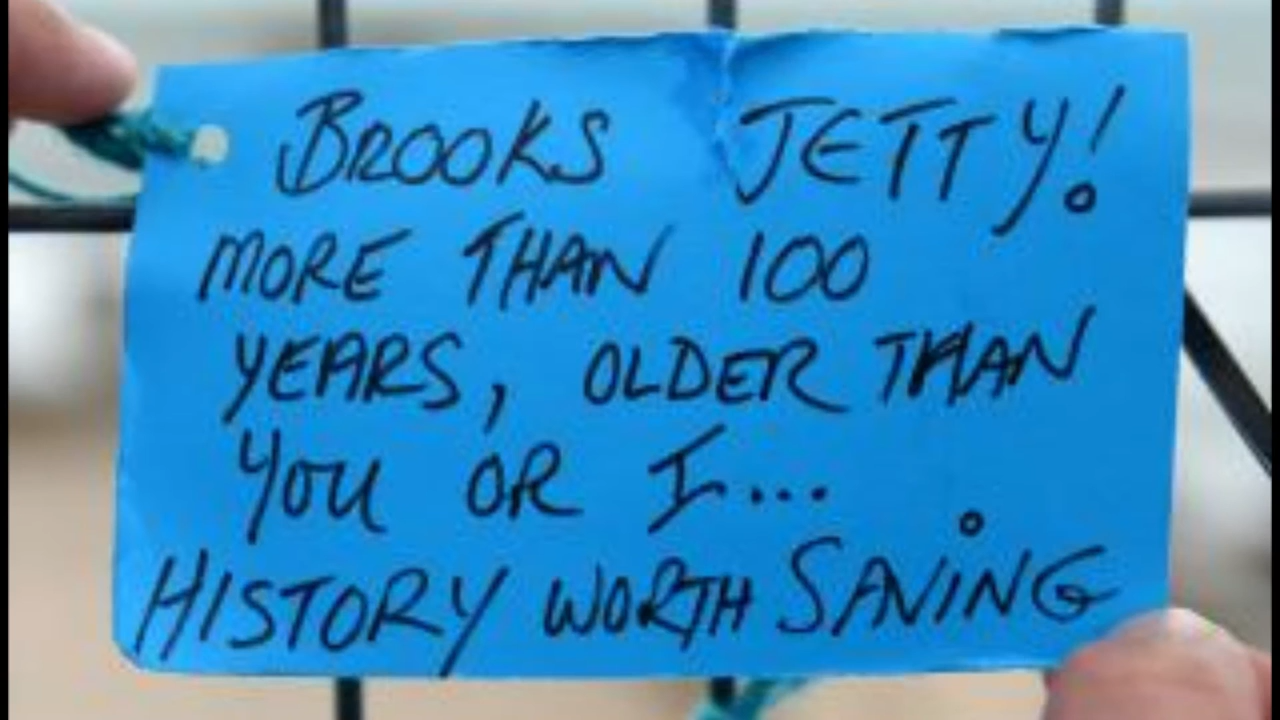 BROOKS JETTY!
MORE THAN 100
YEARS, OLDER THAN
YOU OR I...
HISTORY WORTH SAVING